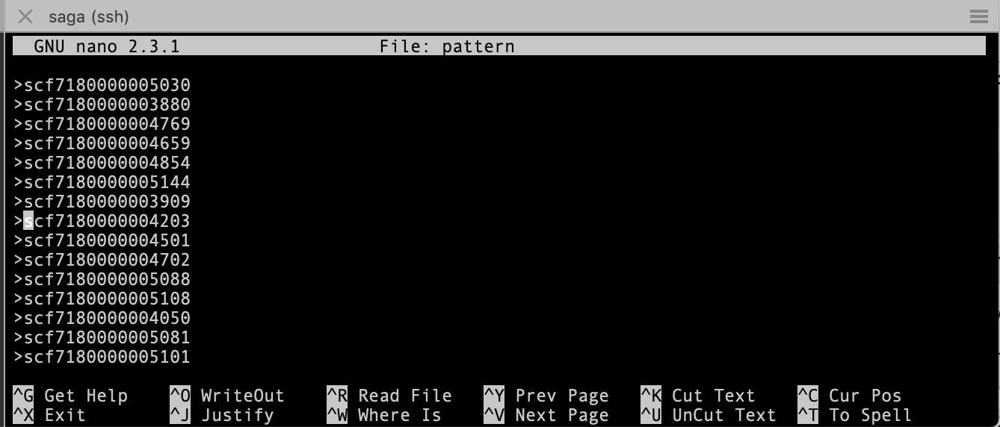 saga (ssh)
GNU nano 2.3.1 File: pattern
>scf7180000005030
>scf7180000003880
>scf7180000004769
>scf7180000004659
>scf7180000004854
>scf7180000005144
>scf7180000003909
>scf7180000004203
>scf7180000004501
>scf7180000004702
>scf7180000005088
>scf7180000005108
>scf7180000004050
>scf7180000005081
>scf7180000005101
^G Get Help ^O WriteOut ^R Read File ^Y Prev Page ^K Cut Text ^C Cur Pos
^X Exit ^J Justify ^W Where Is ^V Next Page ^U UnCut Text ^T To Spell